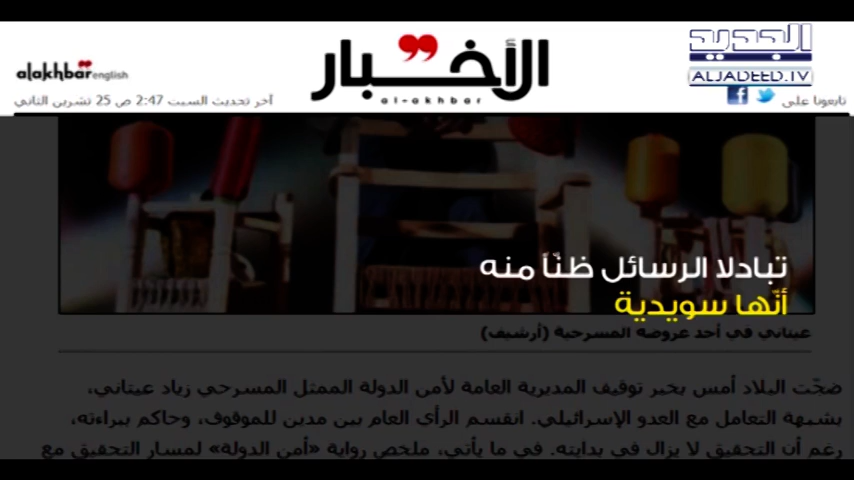 الجديد
ALJADEED.TV
الأخبار
al-akhbar
alakhbar english
تابعونا على
آخر تحديث السبت 2:47 ص 25 تشرين الثاني
تبادلا الرسائل ظنّاً منه
أنّها سويدية
عيتاني في أحد عروضه المسرحية (أرشيف)
ضجّت البلاد أمس بخبر توقيف المديرية العامة لأمن الدولة الممثل المسرحي زياد عيتاني،
بشبهة التعامل مع العدو الإسرائيلي. انقسم الرأي العام بين مدين للموقوف، وحاكم ببراءته،
رغم أن التحقيق لا يزال في بدايته. في ما يأتي، ملخص رواية «أمن الدولة» لمسار التحقيق مع